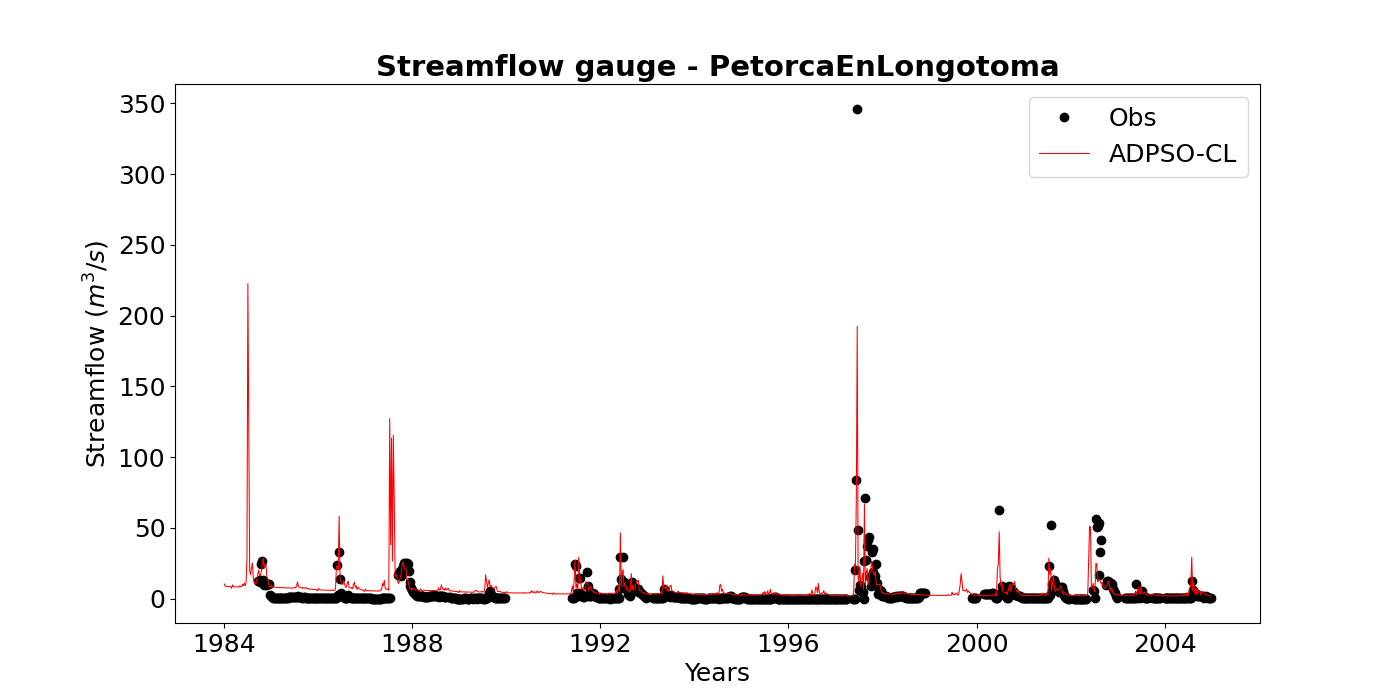 Streamflow gauge - PetorcaEnLongotoma
350
300
250
200
150
100
50
0
Streamflow (m³/s)
Obs
ADPSO-CL
1984 1988 1992 1996 2000 2004
Years